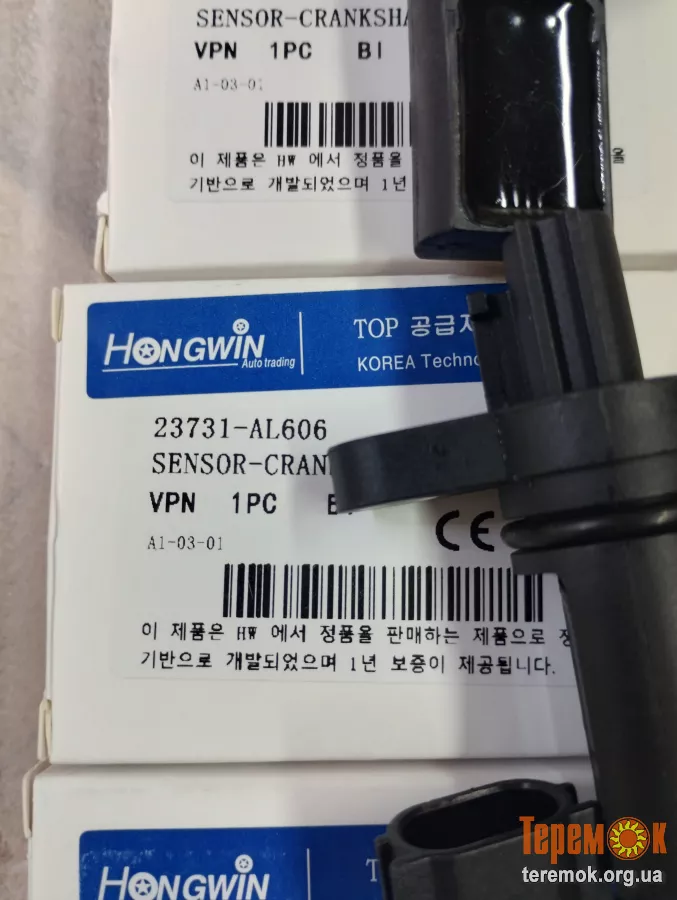 SENSOR-CRANKSHA
VPN 1PC BI
A1-03-01
이 제품은 HW 에서 정품을
기반으로 개발되었으며 1년
HONGWIN
Auto trading
TOP 공급자
KOREA Techno
23731-AL606
SENSOR-CRAN
VPN 1PC
A1-03-01
CE
이 제품은 HW 에서 정품을 판매하는 제품으로
기반으로 개발되었으며 1년 보증이 제공됩니다.
HONGWIN
ТеремОк
teremok.org.ua